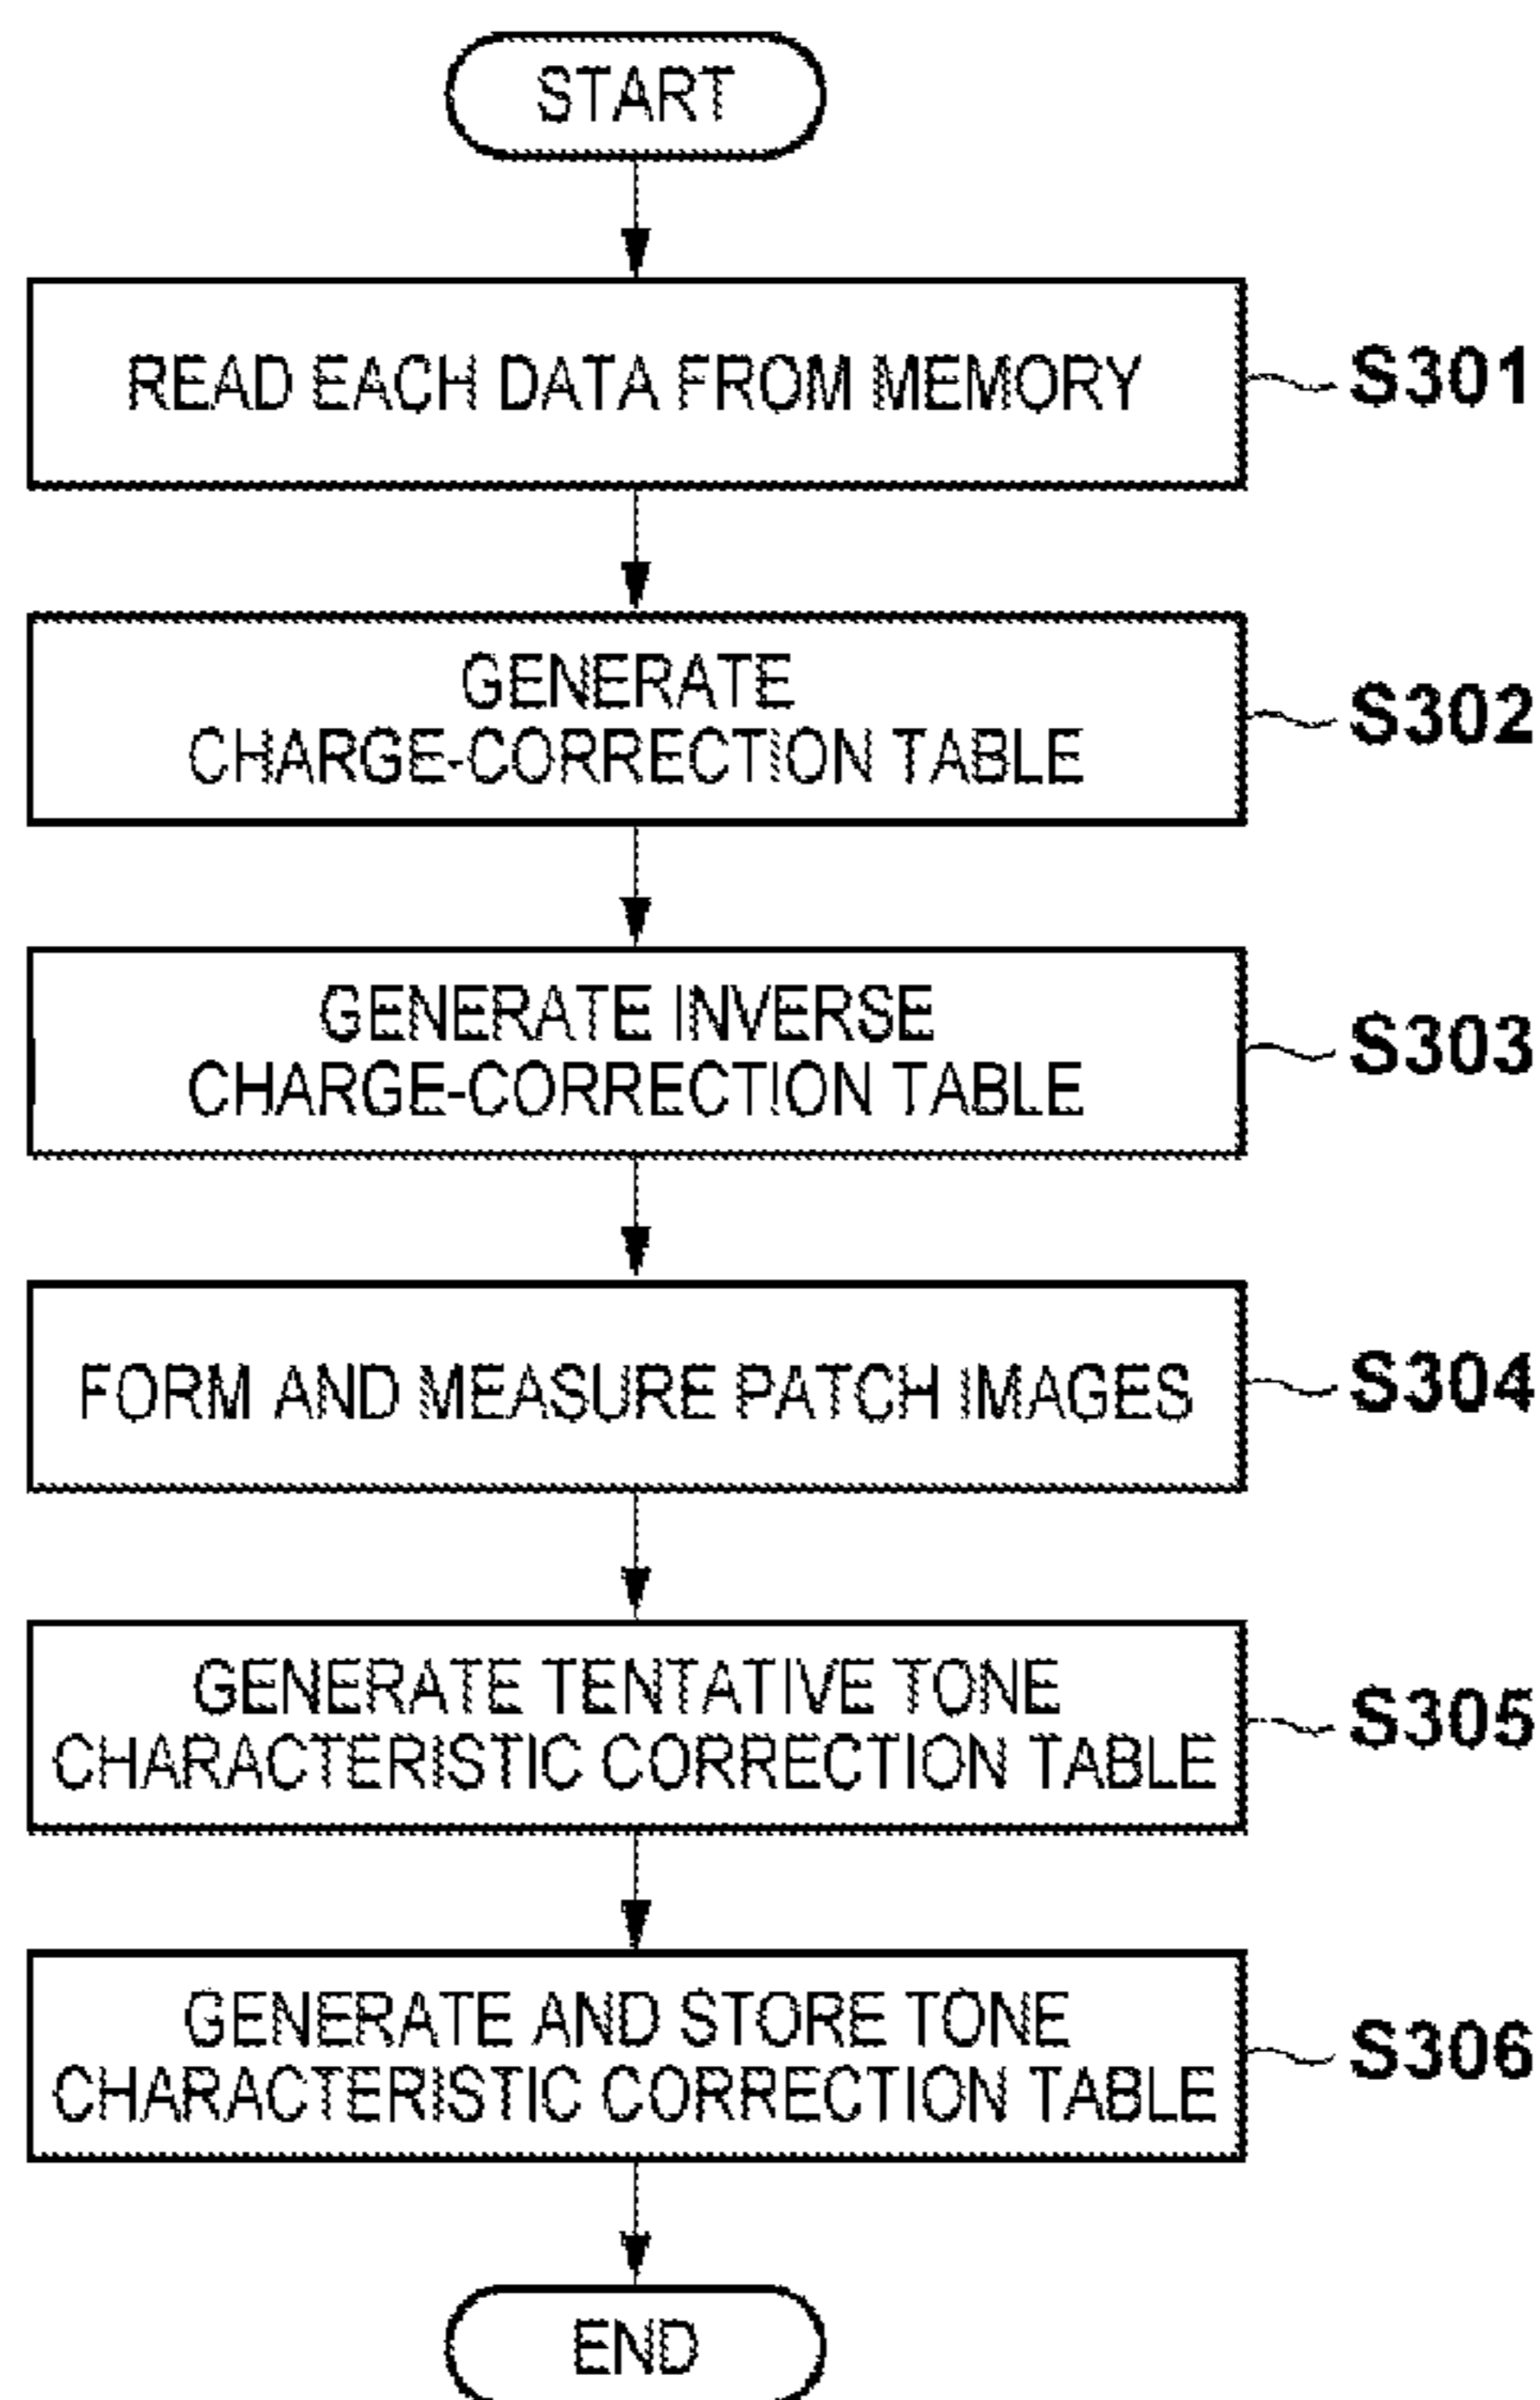 START
READ EACH DATA FROM MEMORY
S301
GENERATE
CHARGE-CORRECTION TABLE
S302
GENERATE INVERSE
CHARGE-CORRECTION TABLE
S303
FORM AND MEASURE PATCH IMAGES
S304
GENERATE TENTATIVE TONE
CHARACTERISTIC CORRECTION TABLE
S305
GENERATE AND STORE TONE
CHARACTERISTIC CORRECTION TABLE
S306
END